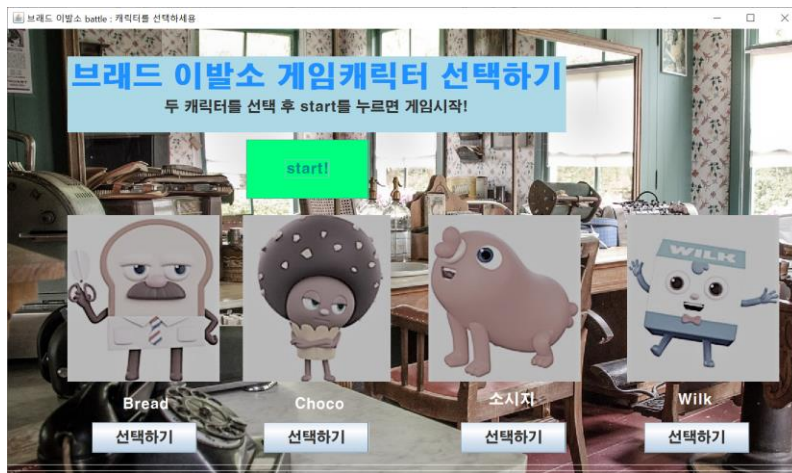 브래드 이발소 battle : 캐릭터를 선택하세용
브래드 이발소 게임캐릭터 선택하기
두 캐릭터를 선택 후 start를 누르면 게임시작!
start!
WILK
Bread
Choco
소시지
Wilk
선택하기
선택하기
선택하기
선택하기